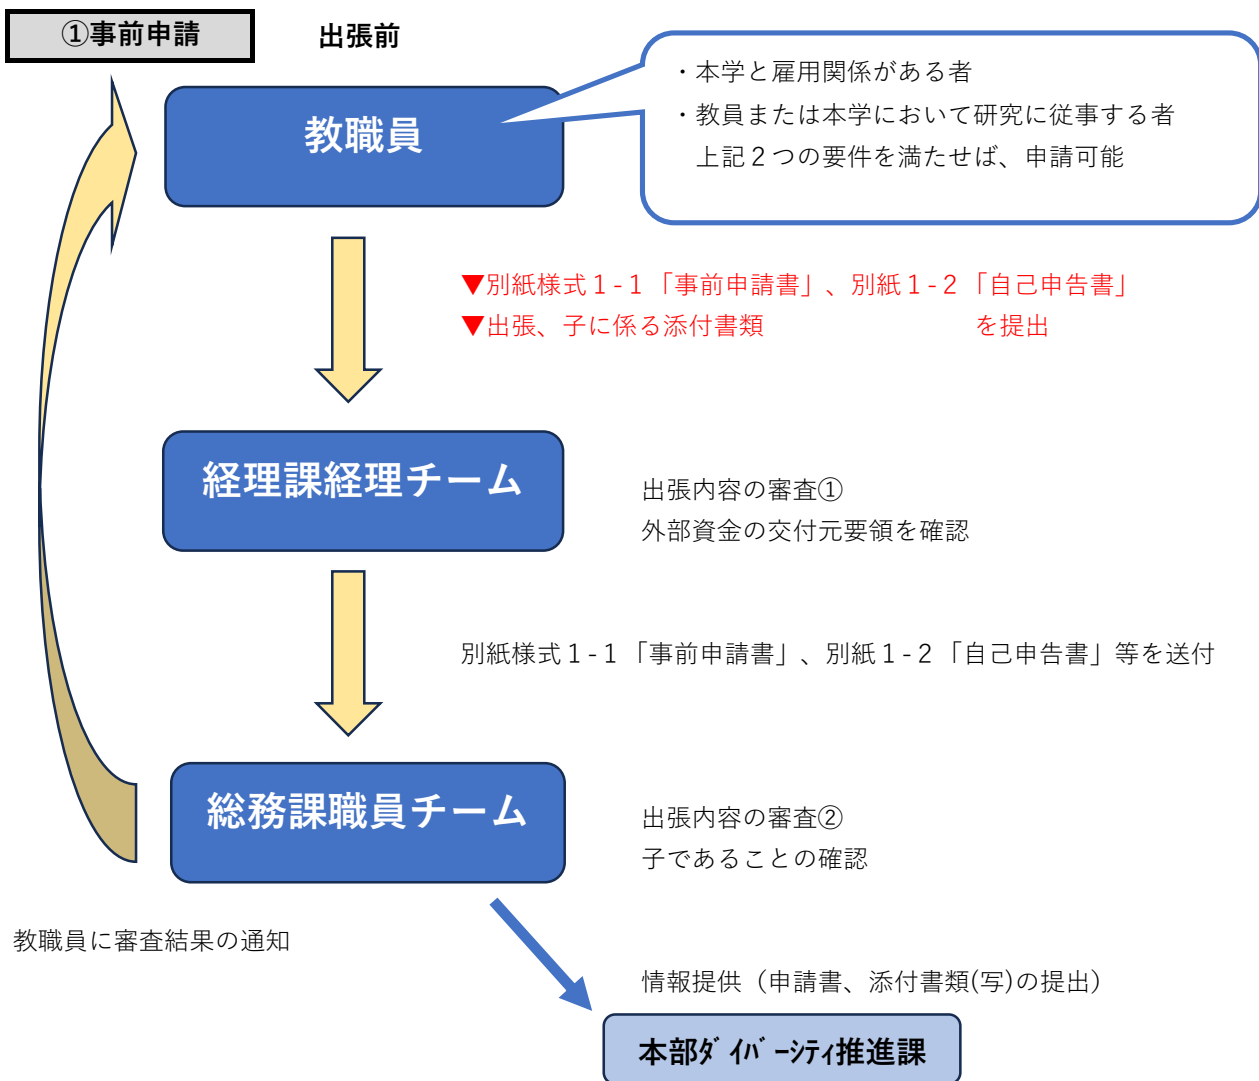 ①事前申請
出張前
教職員
・本学と雇用関係がある者
・教員または本学において研究に従事する者
上記２つの要件を満たせば、申請可能
▼別紙様式１-１「事前申請書」、別紙１-２「自己申告書」
▼出張、子に係る添付書類 を提出
経理課経理チーム
出張内容の審査①
外部資金の交付元要領を確認
別紙様式１-１「事前申請書」、別紙１-２「自己申告書」等を送付
総務課職員チーム
出張内容の審査②
子であることの確認
教職員に審査結果の通知
情報提供（申請書、添付書類(写)の提出）
本部ﾀﾞｲﾊﾞｰｼﾃｨ推進課